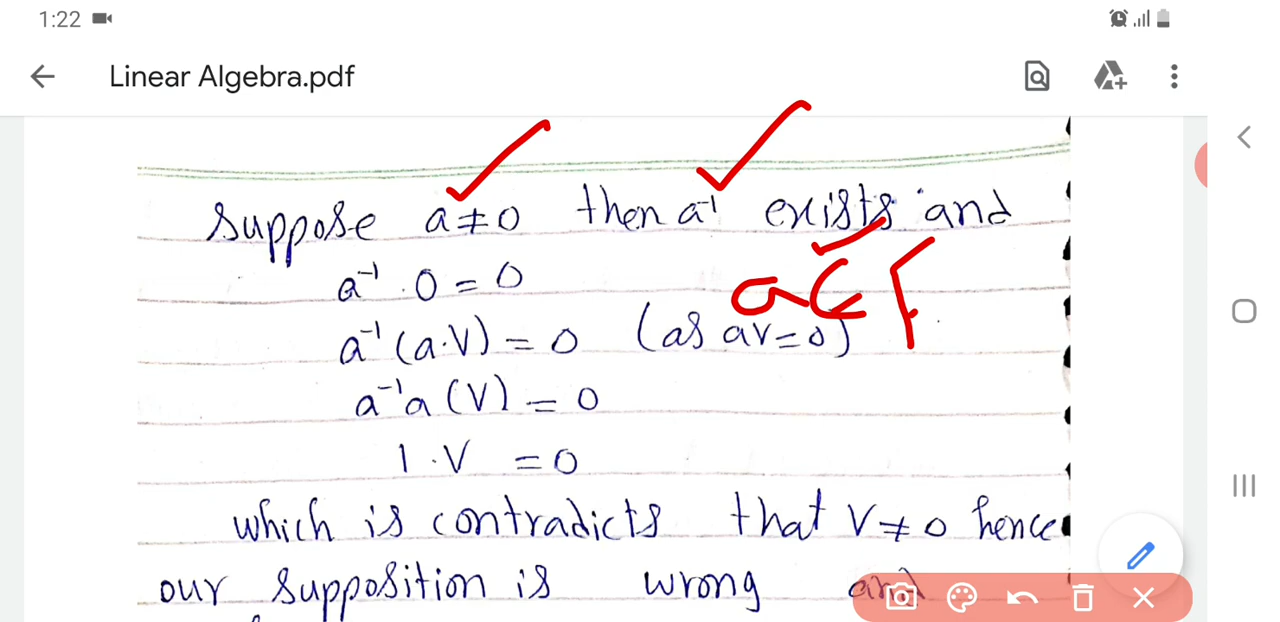 1:22
Linear Algebra.pdf
Suppose a ≠ 0 then a⁻¹ exists and
a⁻¹ . 0 = 0
a ∈ F
a⁻¹ (a.v) = 0 (as av = 0)
a⁻¹a (v) = 0
1 . v = 0
which is contradicts that v ≠ 0 hence
our supposition is wrong and